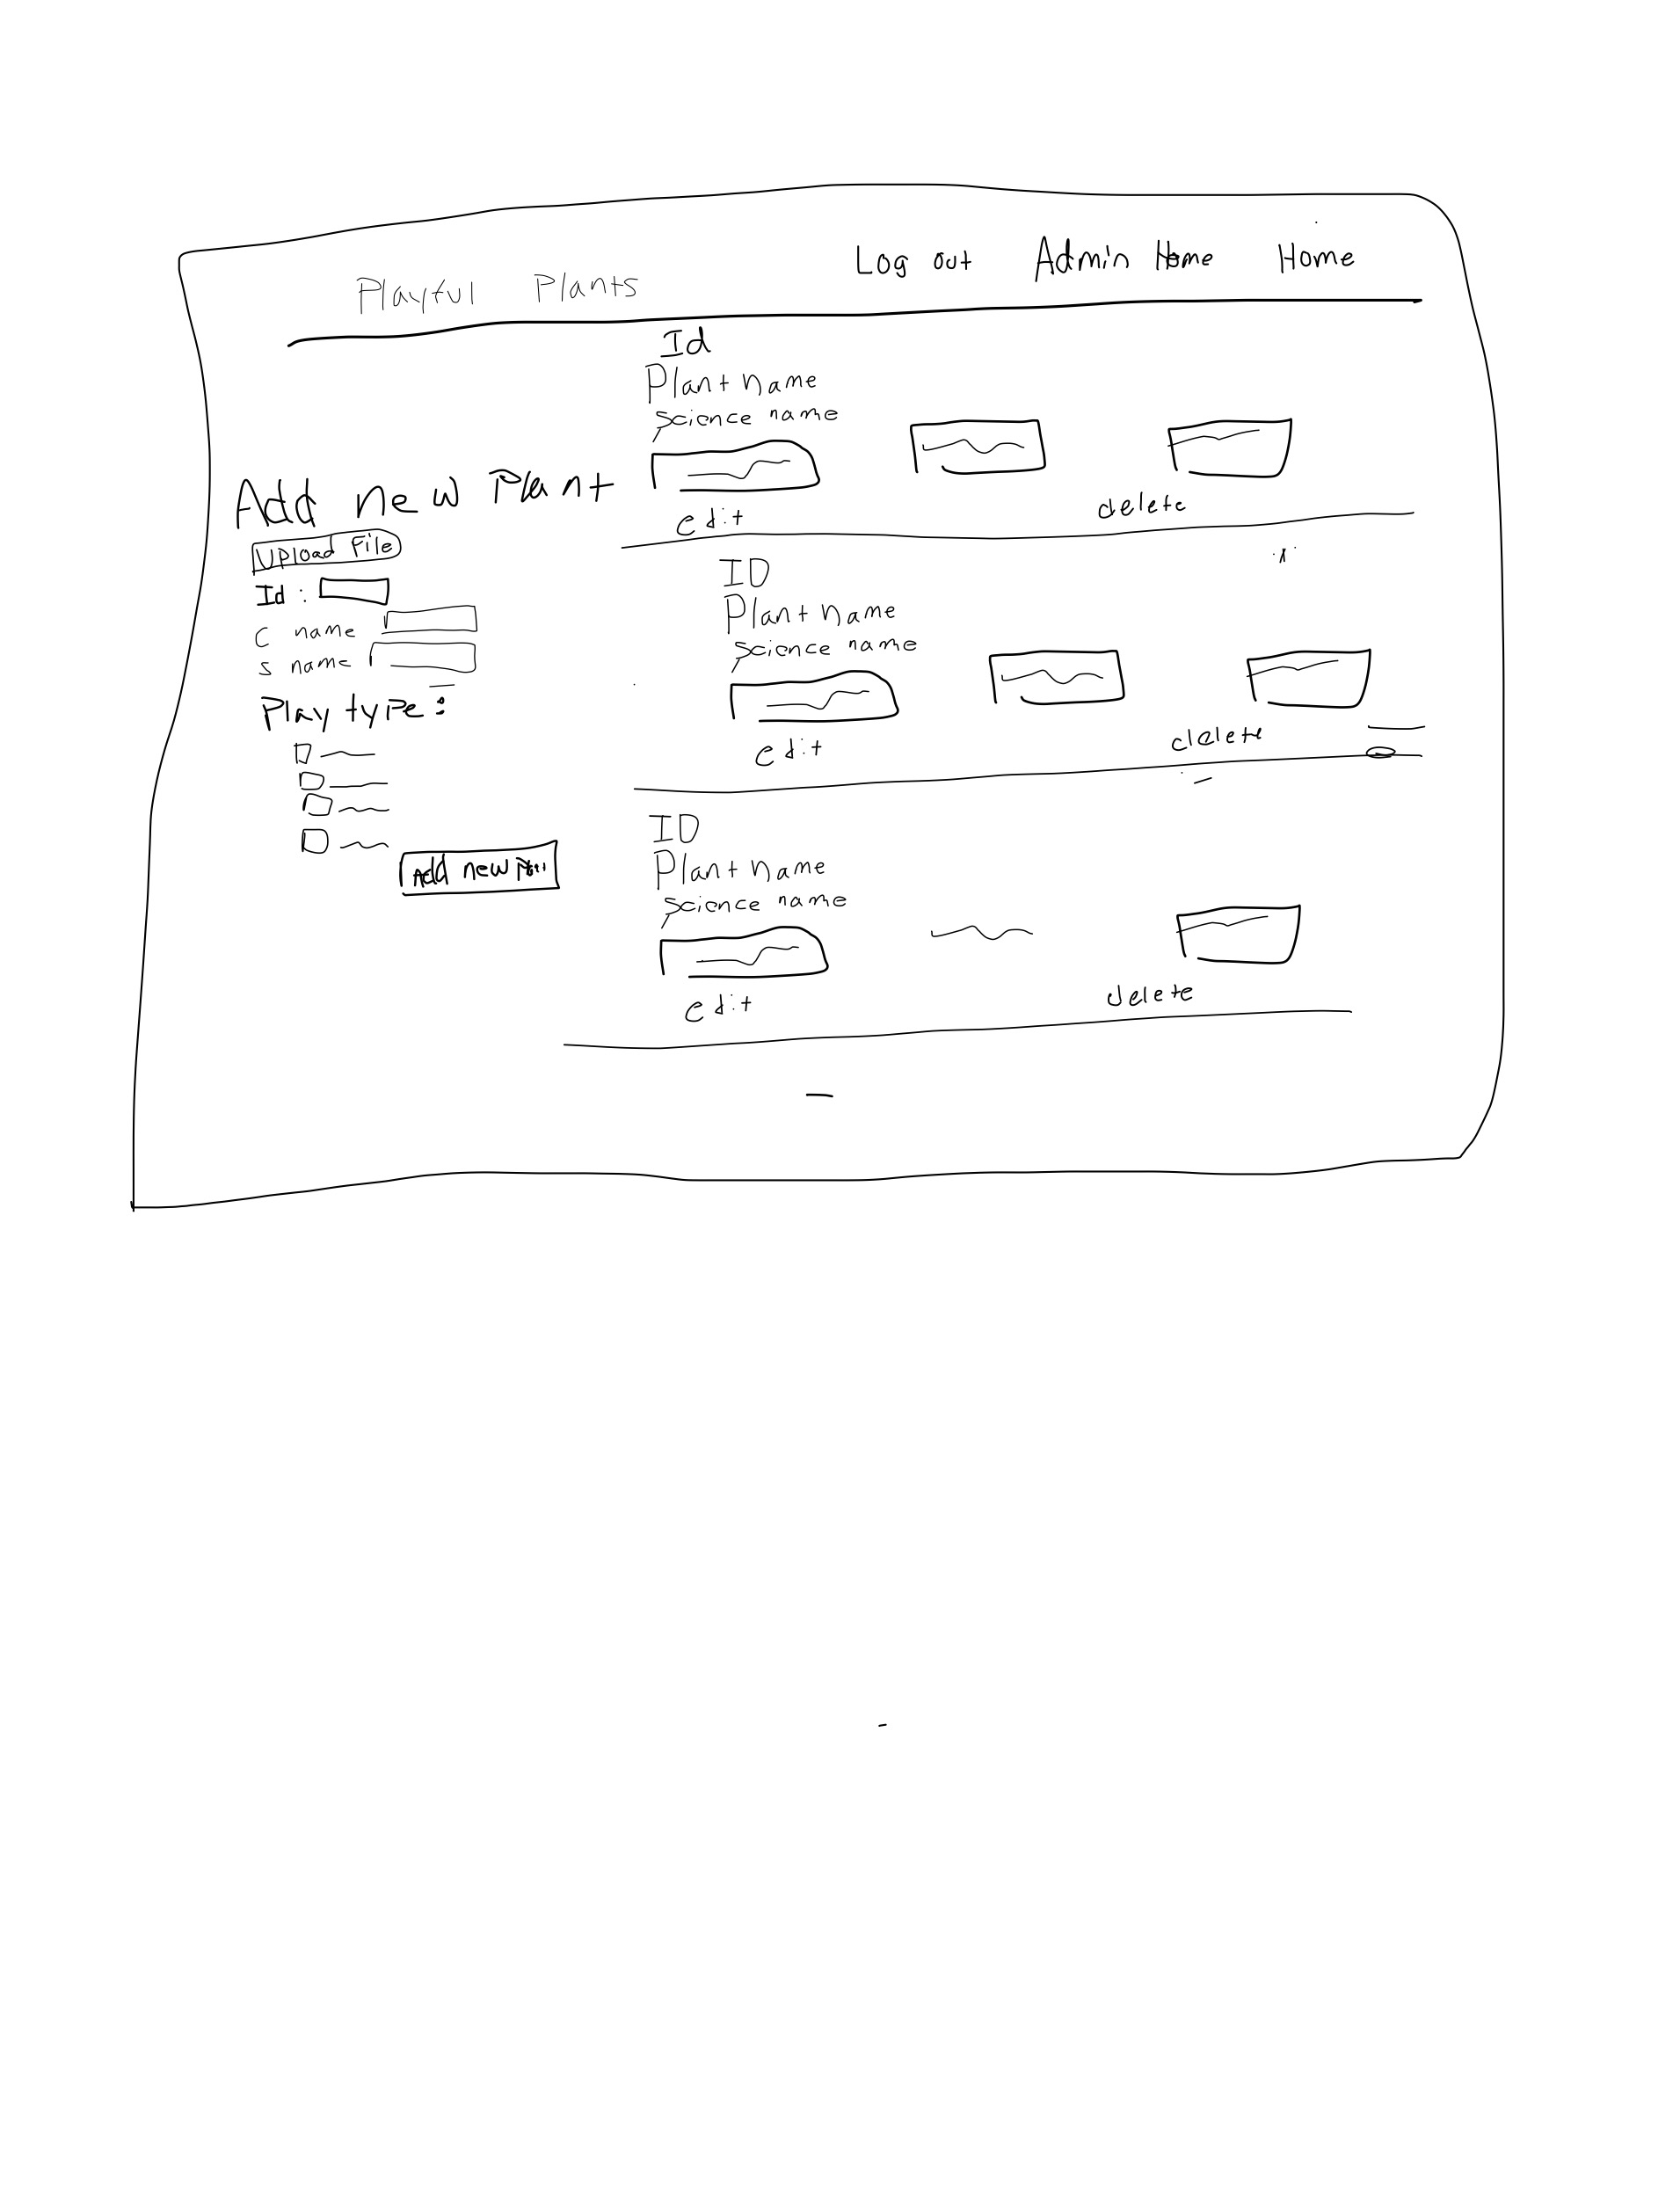 Playful Plants
Log out Admin Home Home
Add new Plant
Upload File
Id :
C name
S name
Play type :
Add new
Id
Plant name
Science name
edit
delete
ID
Plant name
Science name
edit
delete
ID
Plant name
Science name
edit
delete